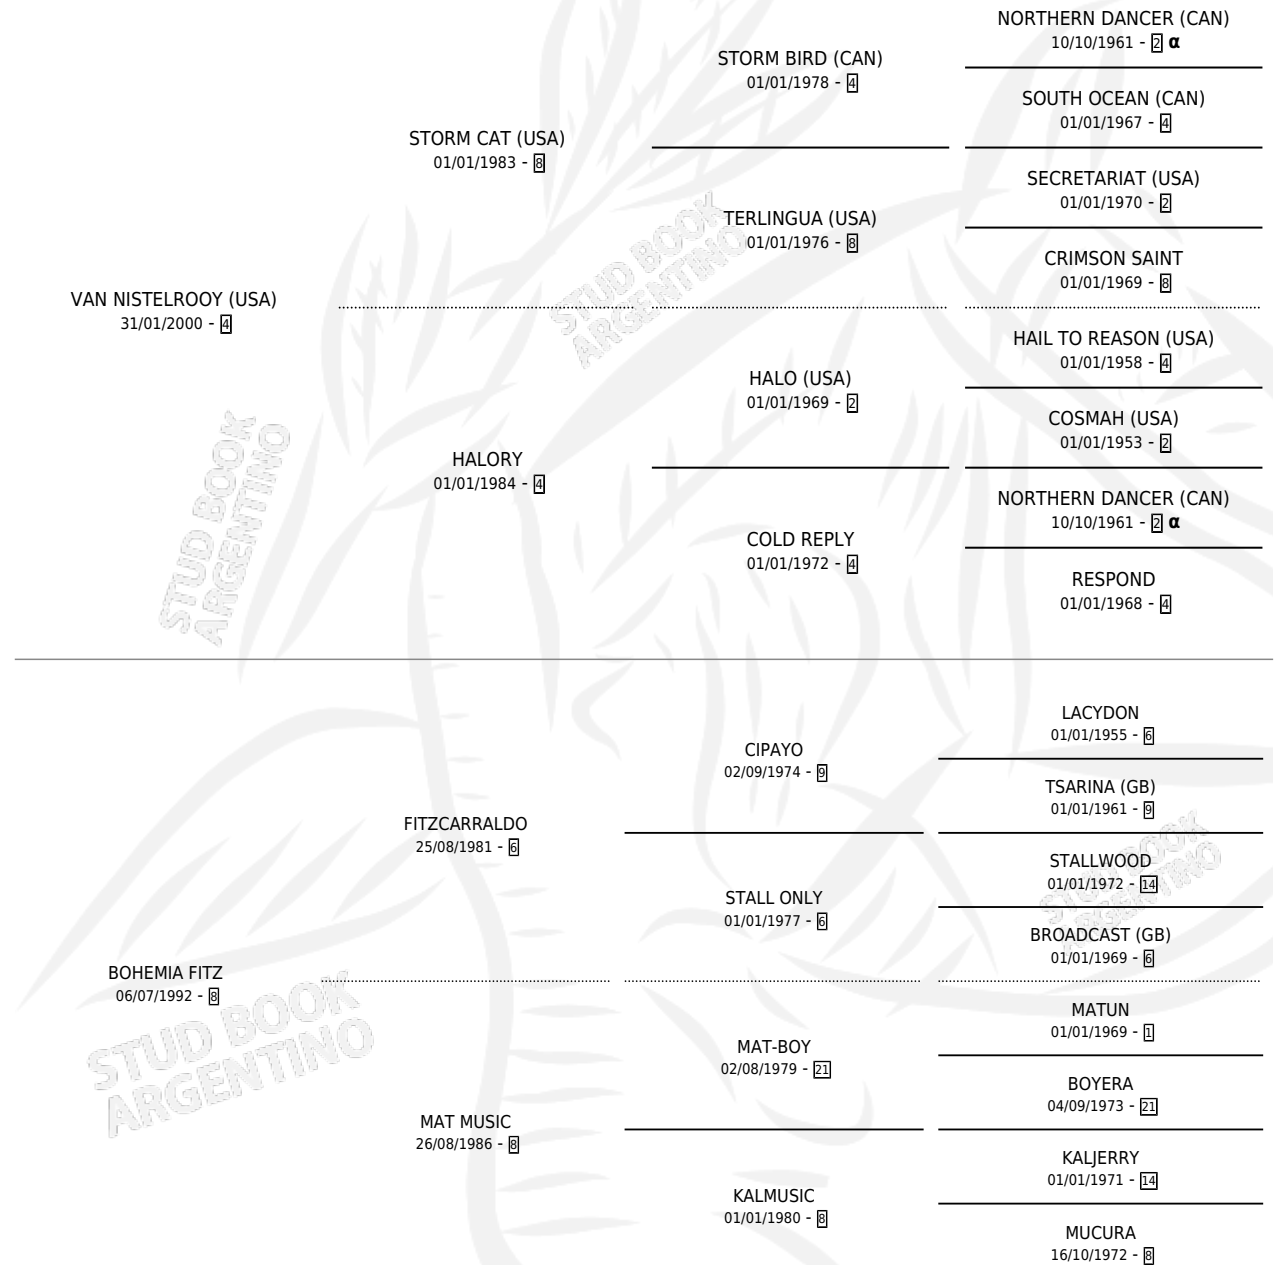 NORTHERN DANCER (CAN)
10/10/1961 - 2 α
STORM BIRD (CAN)
01/01/1978 - 4
SOUTH OCEAN (CAN)
01/01/1967 - 4
STORM CAT (USA)
01/01/1983 - 8
SECRETARIAT (USA)
01/01/1970 - 2
TERLINGUA (USA)
01/01/1976 - 8
CRIMSON SAINT
01/01/1969 - 8
VAN NISTELROOY (USA)
31/01/2000 - 4
HAIL TO REASON (USA)
01/01/1958 - 4
HALO (USA)
01/01/1969 - 2
COSMAH (USA)
01/01/1953 - 2
HALORY
01/01/1984 - 4
NORTHERN DANCER (CAN)
10/10/1961 - 2 α
COLD REPLY
01/01/1972 - 4
RESPOND
01/01/1968 - 4
LACYDON
01/01/1955 - 6
CIPAYO
02/09/1974 - 9
TSARINA (GB)
01/01/1961 - 9
FITZCARRALDO
25/08/1981 - 6
STALLWOOD
01/01/1972 - 14
STALL ONLY
01/01/1977 - 6
BROADCAST (GB)
01/01/1969 - 6
BOHEMIA FITZ
06/07/1992 - 8
MATUN
01/01/1969 - 1
MAT-BOY
02/08/1979 - 21
BOYERA
04/09/1973 - 21
MAT MUSIC
26/08/1986 - 8
KALJERRY
01/01/1971 - 14
KALMUSIC
01/01/1980 - 8
MUCURA
16/10/1972 - 8
STUD BOOK
ARGENTINO
STUD BOOK
ARGENTINO
STUD BOOK
ARGENTINO
STUD BOOK
ARGENTINO